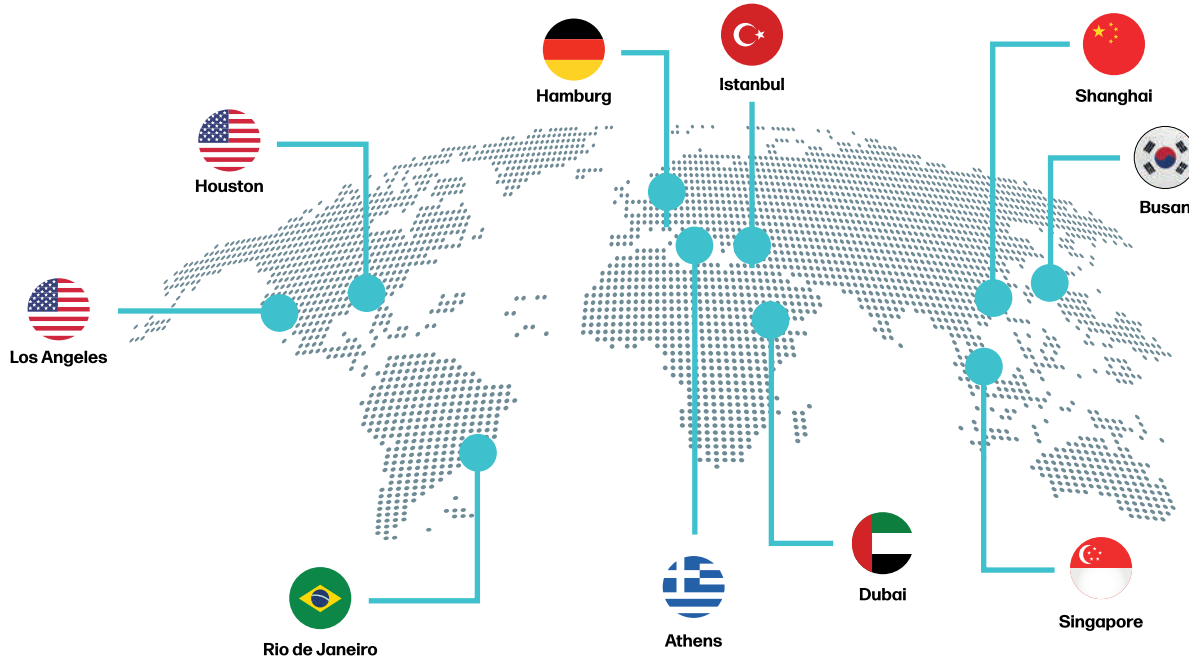 Hamburg
Istanbul
Shanghai
Houston
Busan
Los Angeles
Dubai
Singapore
Athens
Rio de Janeiro